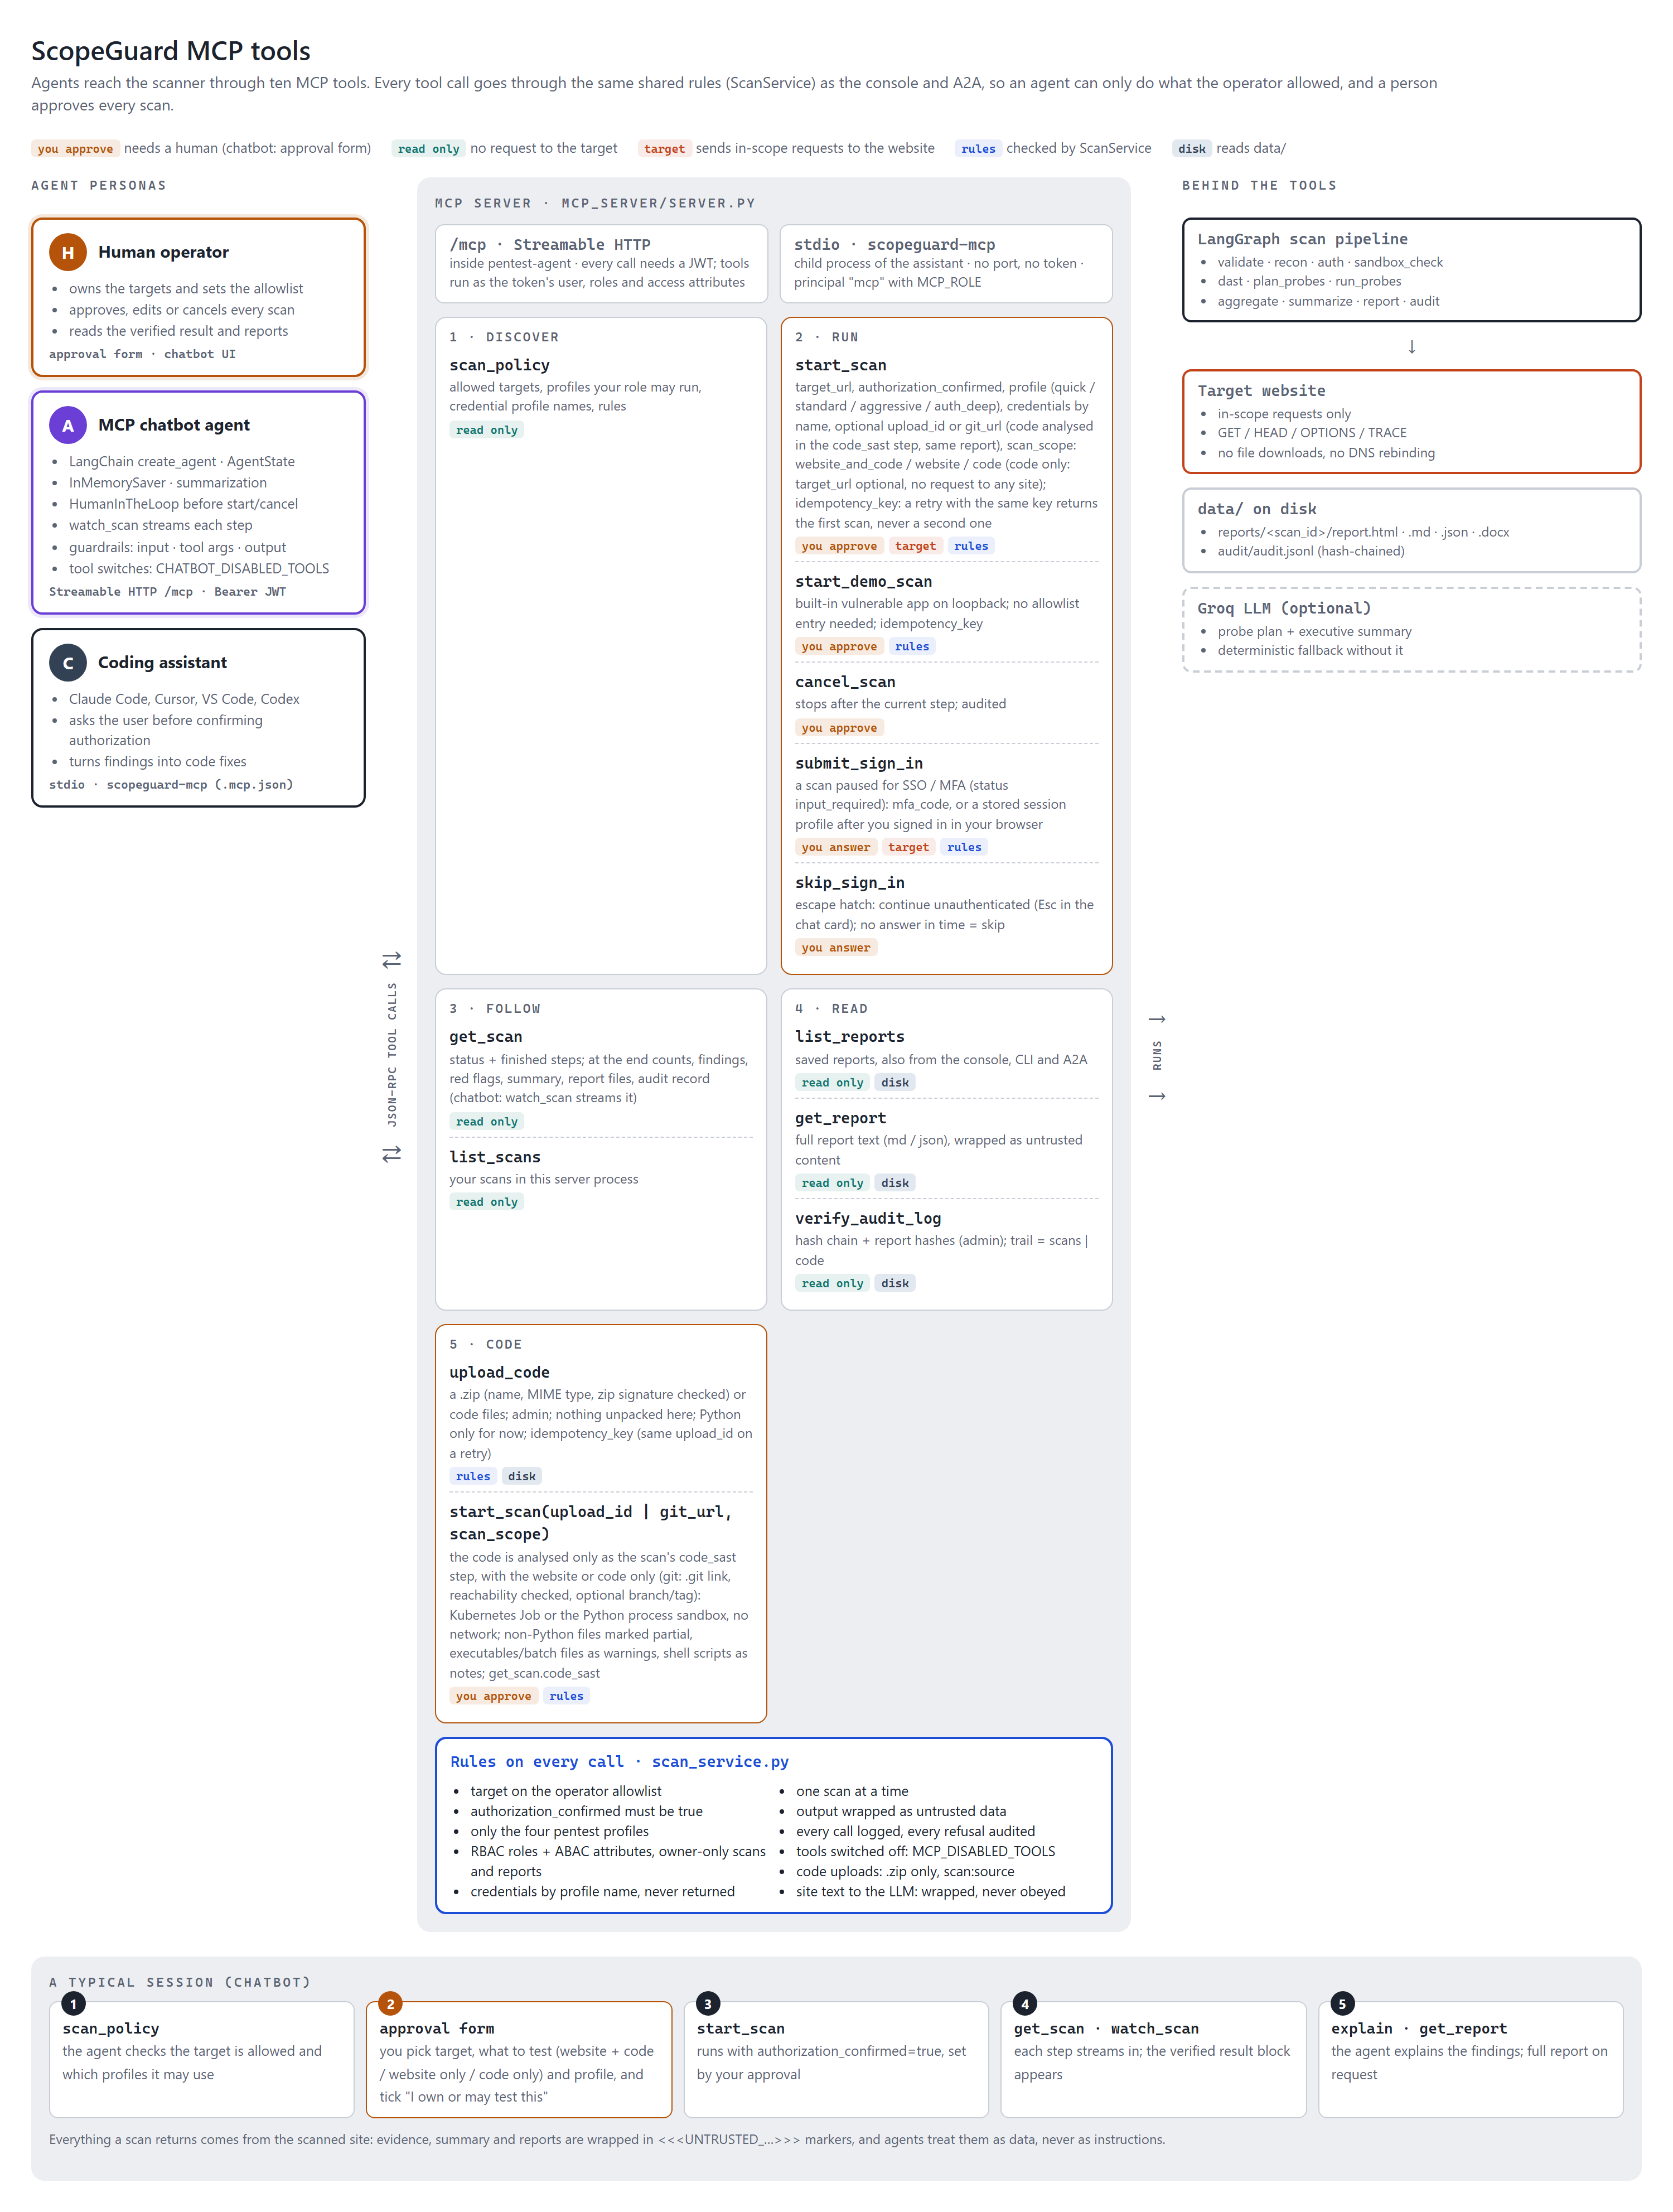 ScopeGuard MCP tools
Agents reach the scanner through ten MCP tools. Every tool call goes through the same shared rules (ScanService) as the console and A2A, so an agent can only do what the operator allowed, and a person
approves every scan.
you approve needs a human (chatbot: approval form) read only no request to the target target sends in-scope requests to the website rules checked by ScanService disk reads data/
AGENT PERSONAS
H Human operator
• owns the targets and sets the allowlist
• approves, edits or cancels every scan
• reads the verified result and reports
approval form · chatbot UI
A MCP chatbot agent
• LangChain create_agent · AgentState
• InMemorySaver · summarization
• HumanInTheLoop before start/cancel
• watch_scan streams each step
• guardrails: input · tool args · output
• tool switches: CHATBOT_DISABLED_TOOLS
Streamable HTTP /mcp · Bearer JWT
C Coding assistant
• Claude Code, Cursor, VS Code, Codex
• asks the user before confirming
authorization
• turns findings into code fixes
stdio · scopeguard-mcp (.mcp.json)
⇄ JSON-RPC TOOL CALLS ⇄
MCP SERVER · MCP_SERVER/SERVER.PY
/mcp · Streamable HTTP
inside pentest-agent · every call needs a JWT; tools
run as the token's user, roles and access attributes
stdio · scopeguard-mcp
child process of the assistant · no port, no token ·
principal "mcp" with MCP_ROLE
1 · DISCOVER
scan_policy
allowed targets, profiles your role may run,
credential profile names, rules
read only
2 · RUN
start_scan
target_url, authorization_confirmed, profile (quick /
standard / aggressive / auth_deep), credentials by
name, optional upload_id or git_url (code analysed
in the code_sast step, same report), scan_scope:
website_and_code / website / code (code only:
target_url optional, no request to any site);
idempotency_key: a retry with the same key returns
the first scan, never a second one
you approve target rules
start_demo_scan
built-in vulnerable app on loopback; no allowlist
entry needed; idempotency_key
you approve rules
cancel_scan
stops after the current step; audited
you approve
submit_sign_in
a scan paused for SSO / MFA (status
input_required): mfa_code, or a stored session
profile after you signed in in your browser
you answer target rules
skip_sign_in
escape hatch: continue unauthenticated (Esc in the
chat card); no answer in time = skip
you answer
3 · FOLLOW
get_scan
status + finished steps; at the end counts, findings,
red flags, summary, report files, audit record
(chatbot: watch_scan streams it)
read only
list_scans
your scans in this server process
read only
4 · READ
list_reports
saved reports, also from the console, CLI and A2A
read only disk
get_report
full report text (md / json), wrapped as untrusted
content
read only disk
verify_audit_log
hash chain + report hashes (admin); trail = scans |
code
read only disk
5 · CODE
upload_code
a .zip (name, MIME type, zip signature checked) or
code files; admin; nothing unpacked here; Python
only for now; idempotency_key (same upload_id on
a retry)
rules disk
start_scan(upload_id | git_url,
scan_scope)
the code is analysed only as the scan's code_sast
step, with the website or code only (git: .git link,
reachability checked, optional branch/tag):
Kubernetes Job or the Python process sandbox, no
network; non-Python files marked partial,
executables/batch files as warnings, shell scripts as
notes; get_scan.code_sast
you approve rules
Rules on every call · scan_service.py
• target on the operator allowlist
• authorization_confirmed must be true
• only the four pentest profiles
• RBAC roles + ABAC attributes, owner-only scans
and reports
• credentials by profile name, never returned
• one scan at a time
• output wrapped as untrusted data
• every call logged, every refusal audited
• tools switched off: MCP_DISABLED_TOOLS
• code uploads: .zip only, scan:source
• site text to the LLM: wrapped, never obeyed
→ RUNS →
BEHIND THE TOOLS
LangGraph scan pipeline
• validate · recon · auth · sandbox_check
• dast · plan_probes · run_probes
• aggregate · summarize · report · audit
↓
Target website
• in-scope requests only
• GET / HEAD / OPTIONS / TRACE
• no file downloads, no DNS rebinding
data/ on disk
• reports/<scan_id>/report.html · .md · .json · .docx
• audit/audit.jsonl (hash-chained)
Groq LLM (optional)
• probe plan + executive summary
• deterministic fallback without it
A TYPICAL SESSION (CHATBOT)
1
scan_policy
the agent checks the target is allowed and
which profiles it may use
2
approval form
you pick target, what to test (website + code
/ website only / code only) and profile, and
tick "I own or may test this"
3
start_scan
runs with authorization_confirmed=true, set
by your approval
4
get_scan · watch_scan
each step streams in; the verified result block
appears
5
explain · get_report
the agent explains the findings; full report on
request
Everything a scan returns comes from the scanned site: evidence, summary and reports are wrapped in <<<UNTRUSTED_…>>> markers, and agents treat them as data, never as instructions.